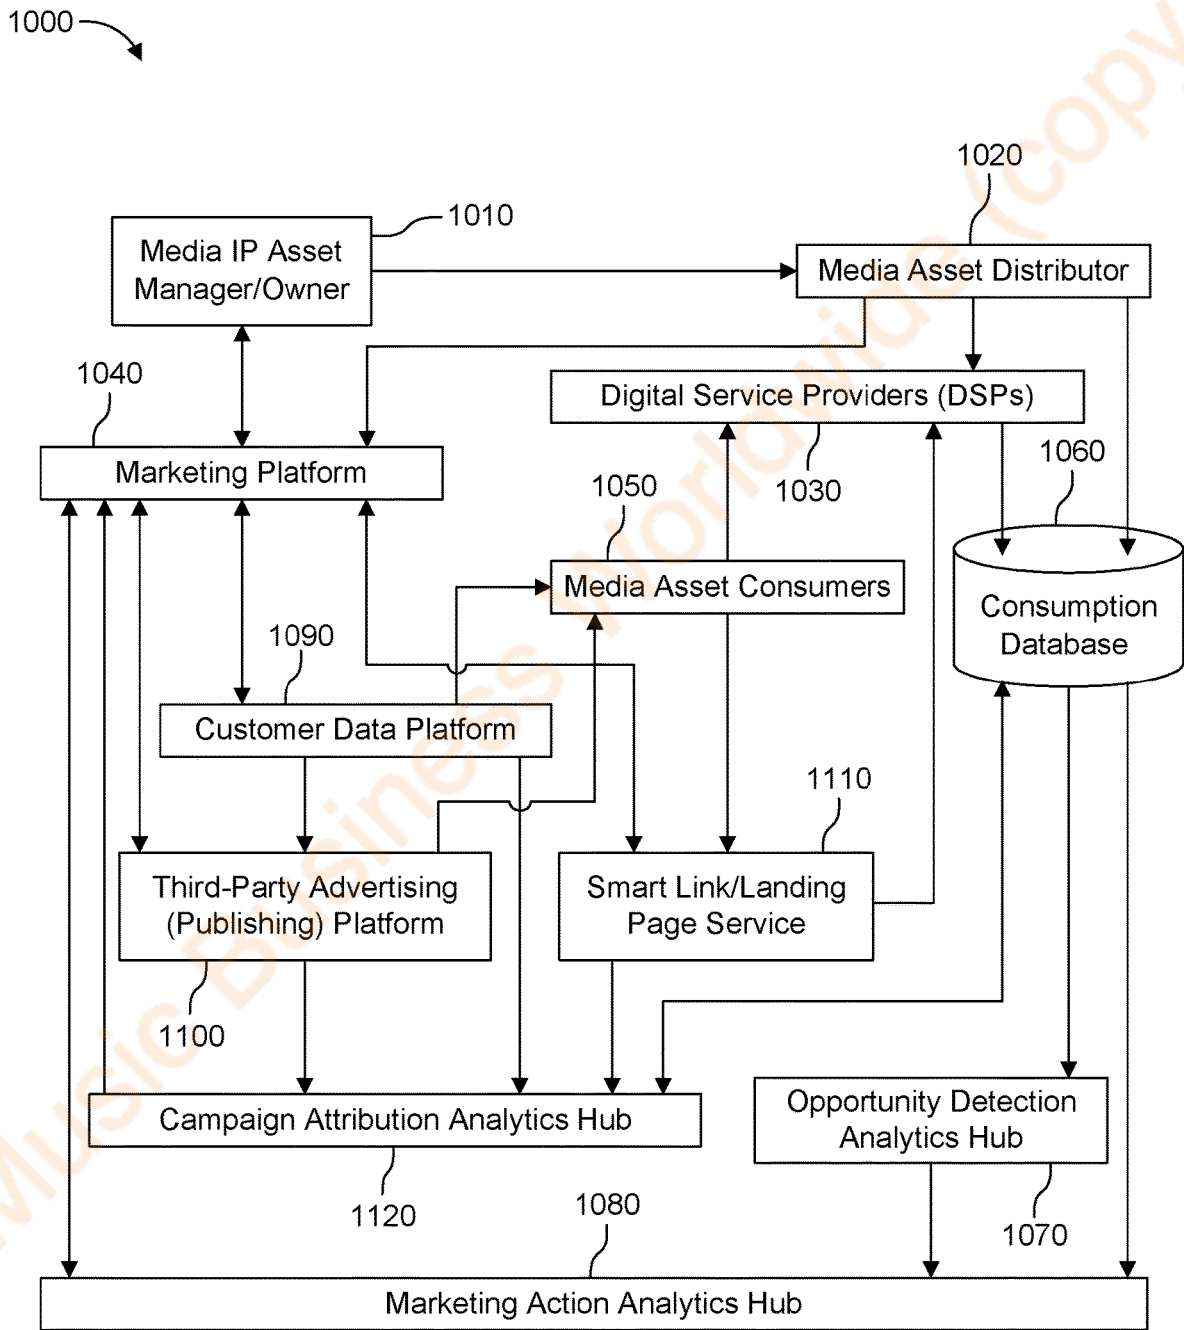 1000
1020
1010
Media IP Asset
Manager/Owner
Media Asset Distributor
1040
Digital Service Providers (DSPs)
1060
Marketing Platform
1050
1030
Media Asset Consumers
Consumption
Database
1090
Customer Data Platform
1110
Third-Party Advertising
(Publishing) Platform
Smart Link/Landing
Page Service
1100
Campaign Attribution Analytics Hub
Opportunity Detection
Analytics Hub
1120
1080
1070
Marketing Action Analytics Hub
Music Business Worldwide (copy